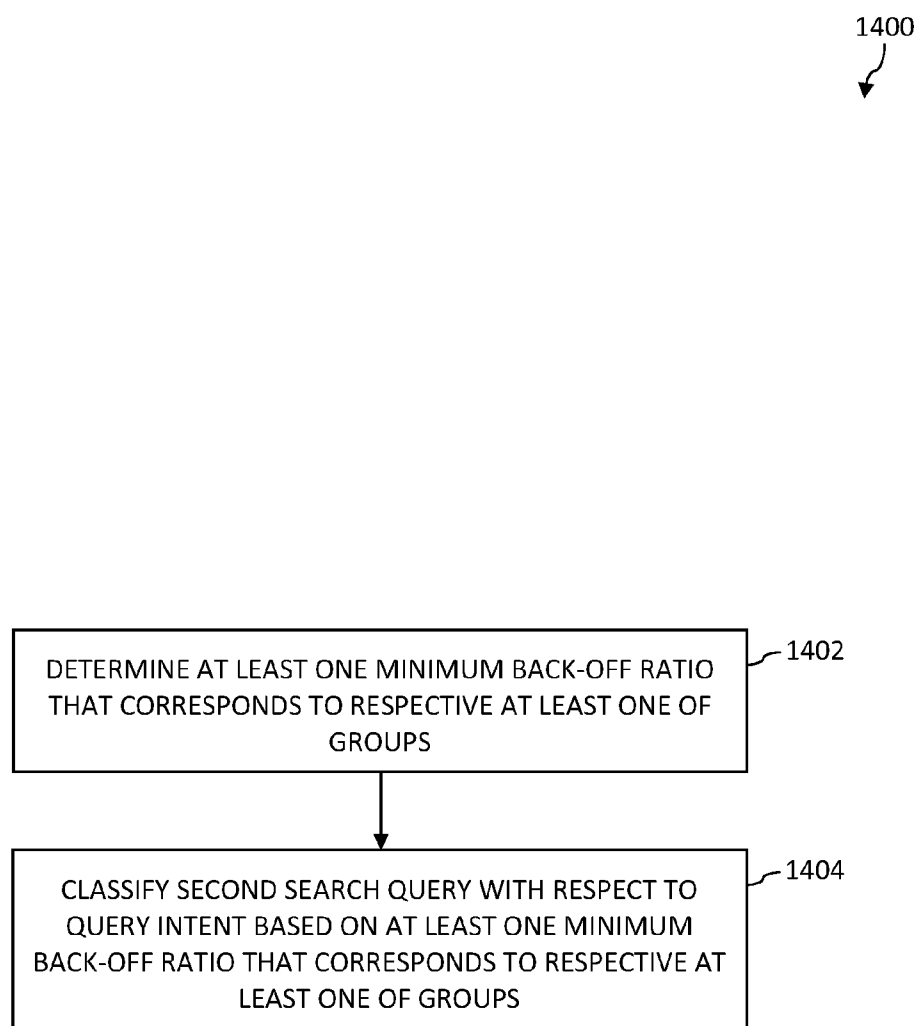 1400
DETERMINE AT LEAST ONE MINIMUM BACK-OFF RATIO
THAT CORRESPONDS TO RESPECTIVE AT LEAST ONE OF
GROUPS
1402
CLASSIFY SECOND SEARCH QUERY WITH RESPECT TO
QUERY INTENT BASED ON AT LEAST ONE MINIMUM
BACK-OFF RATIO THAT CORRESPONDS TO RESPECTIVE AT
LEAST ONE OF GROUPS
1404